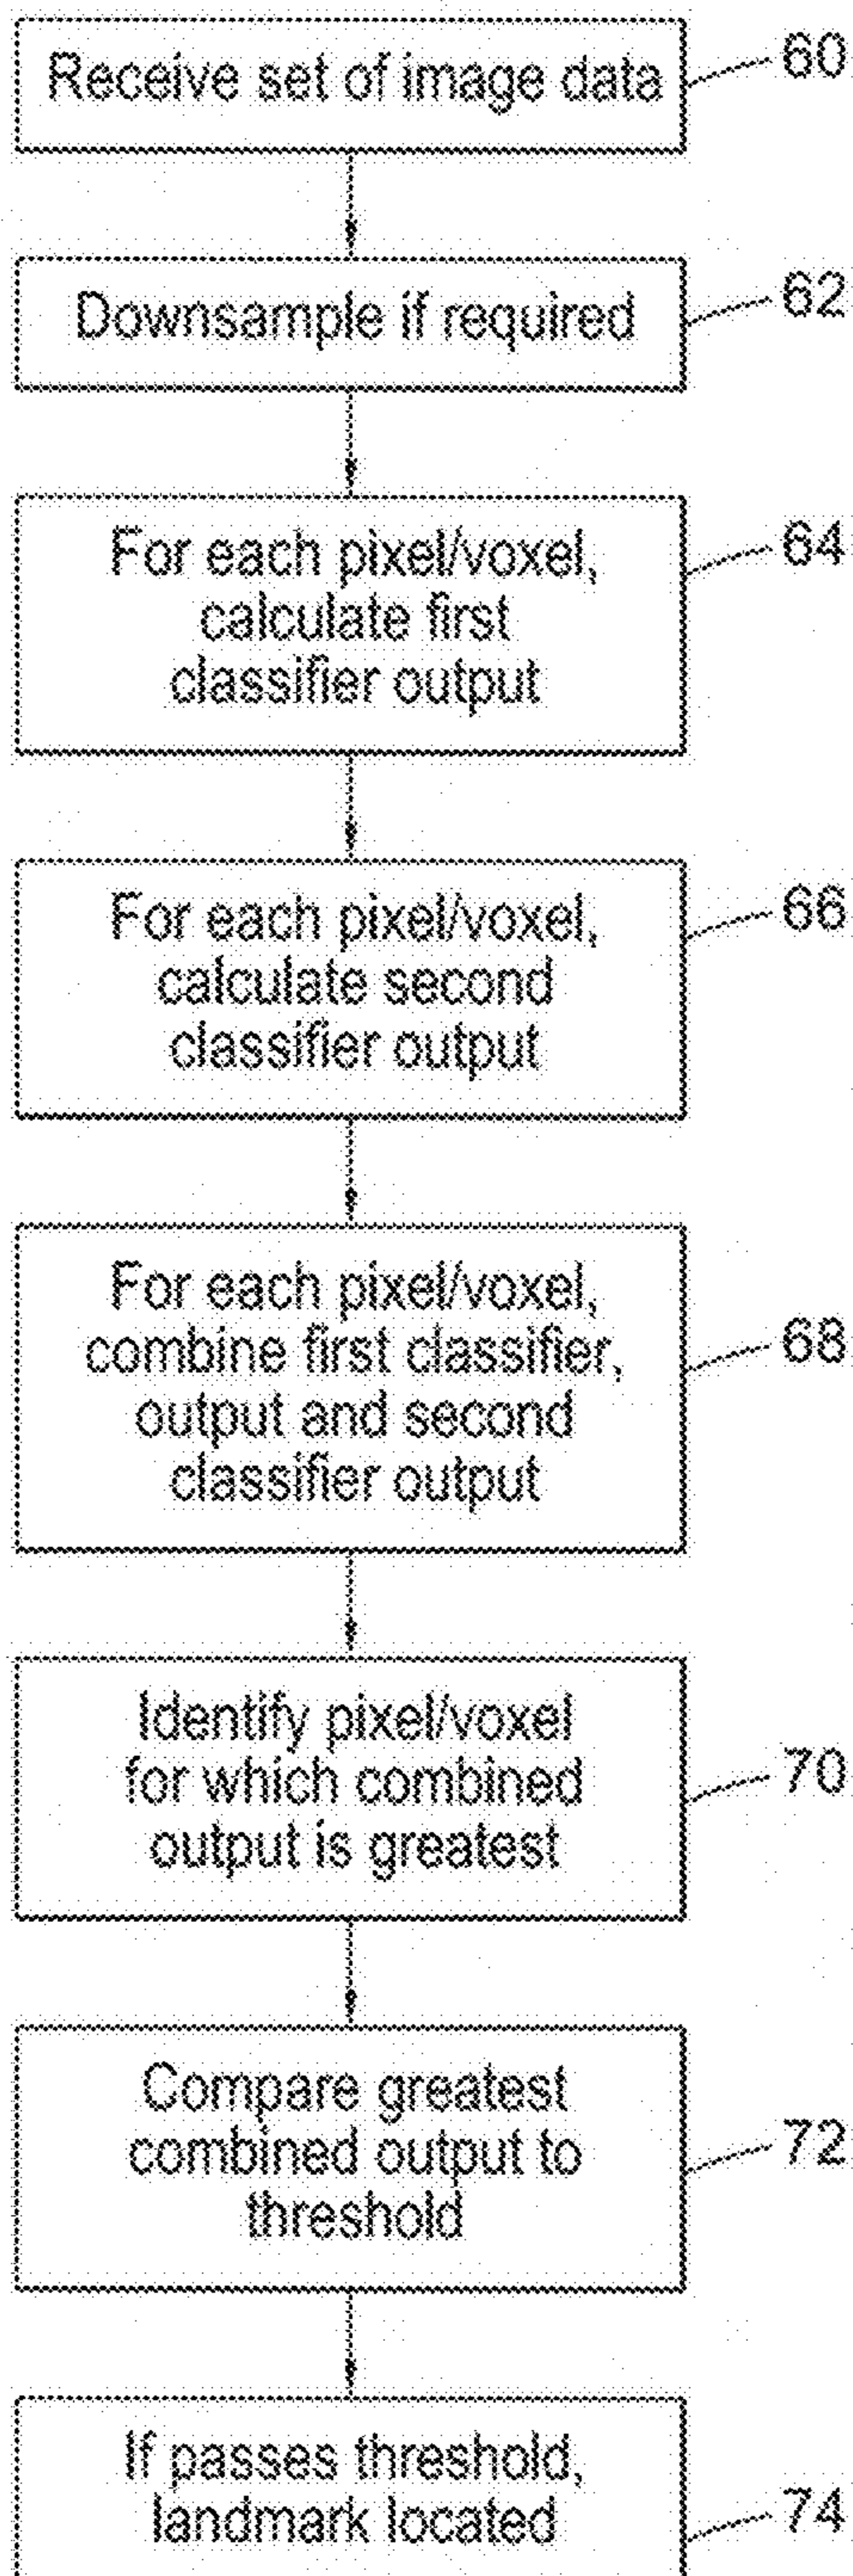 Receive set of image data
60
Downsample if required
62
For each pixel/voxel,
calculate first
classifier output
64
For each pixel/voxel,
calculate second
classifier output
66
For each pixel/voxel,
combine first classifier,
output and second
classifier output
68
Identify pixel/voxel
for which combined
output is greatest
70
Compare greatest
combined output to
threshold
72
If passes threshold,
landmark located
74